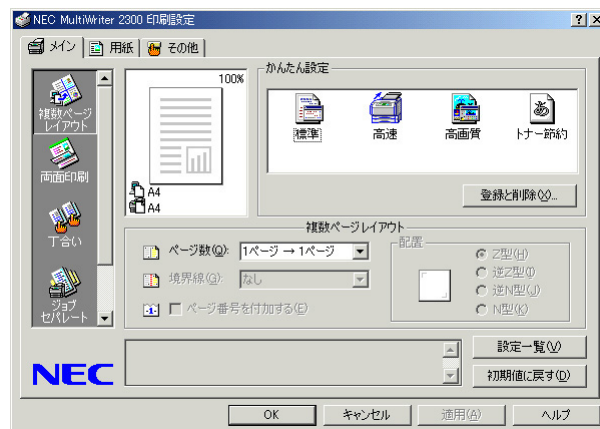 NEC MultiWriter 2300 印刷設定
メイン
用紙
その他
複数ページ
レイアウト
両面印刷
丁合い
ジョブ
セパレート
100%
A4
A4
かんたん設定
標準
高速
高画質
あ
トナー節約
登録と削除(X)...
複数ページレイアウト
ページ数(Q):
1ページ → 1ページ
境界線(G):
なし
-1-
ページ番号を付加する(E)
配置
Z型(H)
逆Z型(I)
逆N型(J)
N型(K)
NEC
設定一覧(V)
初期値に戻す(D)
OK
キャンセル
適用(A)
ヘルプ